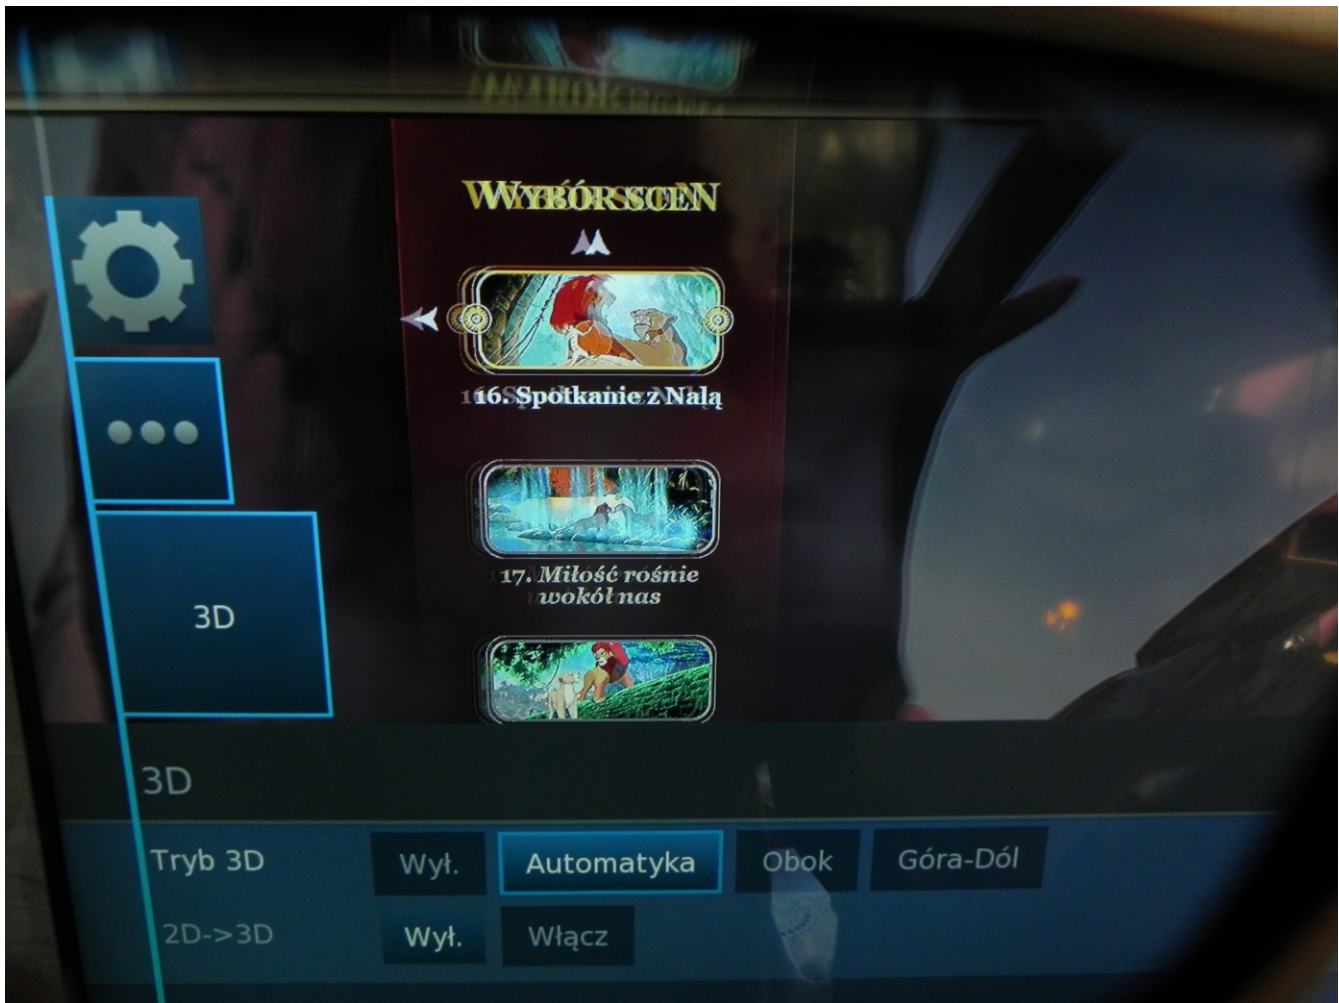 WYBÓR SCEN
16. Spotkanie z Nalą
17. Miłość rośnie
wokół nas
3D
3D
Tryb 3D Wył. Automatyka Obok Góra-Dól
2D->3D Wył. Włącz